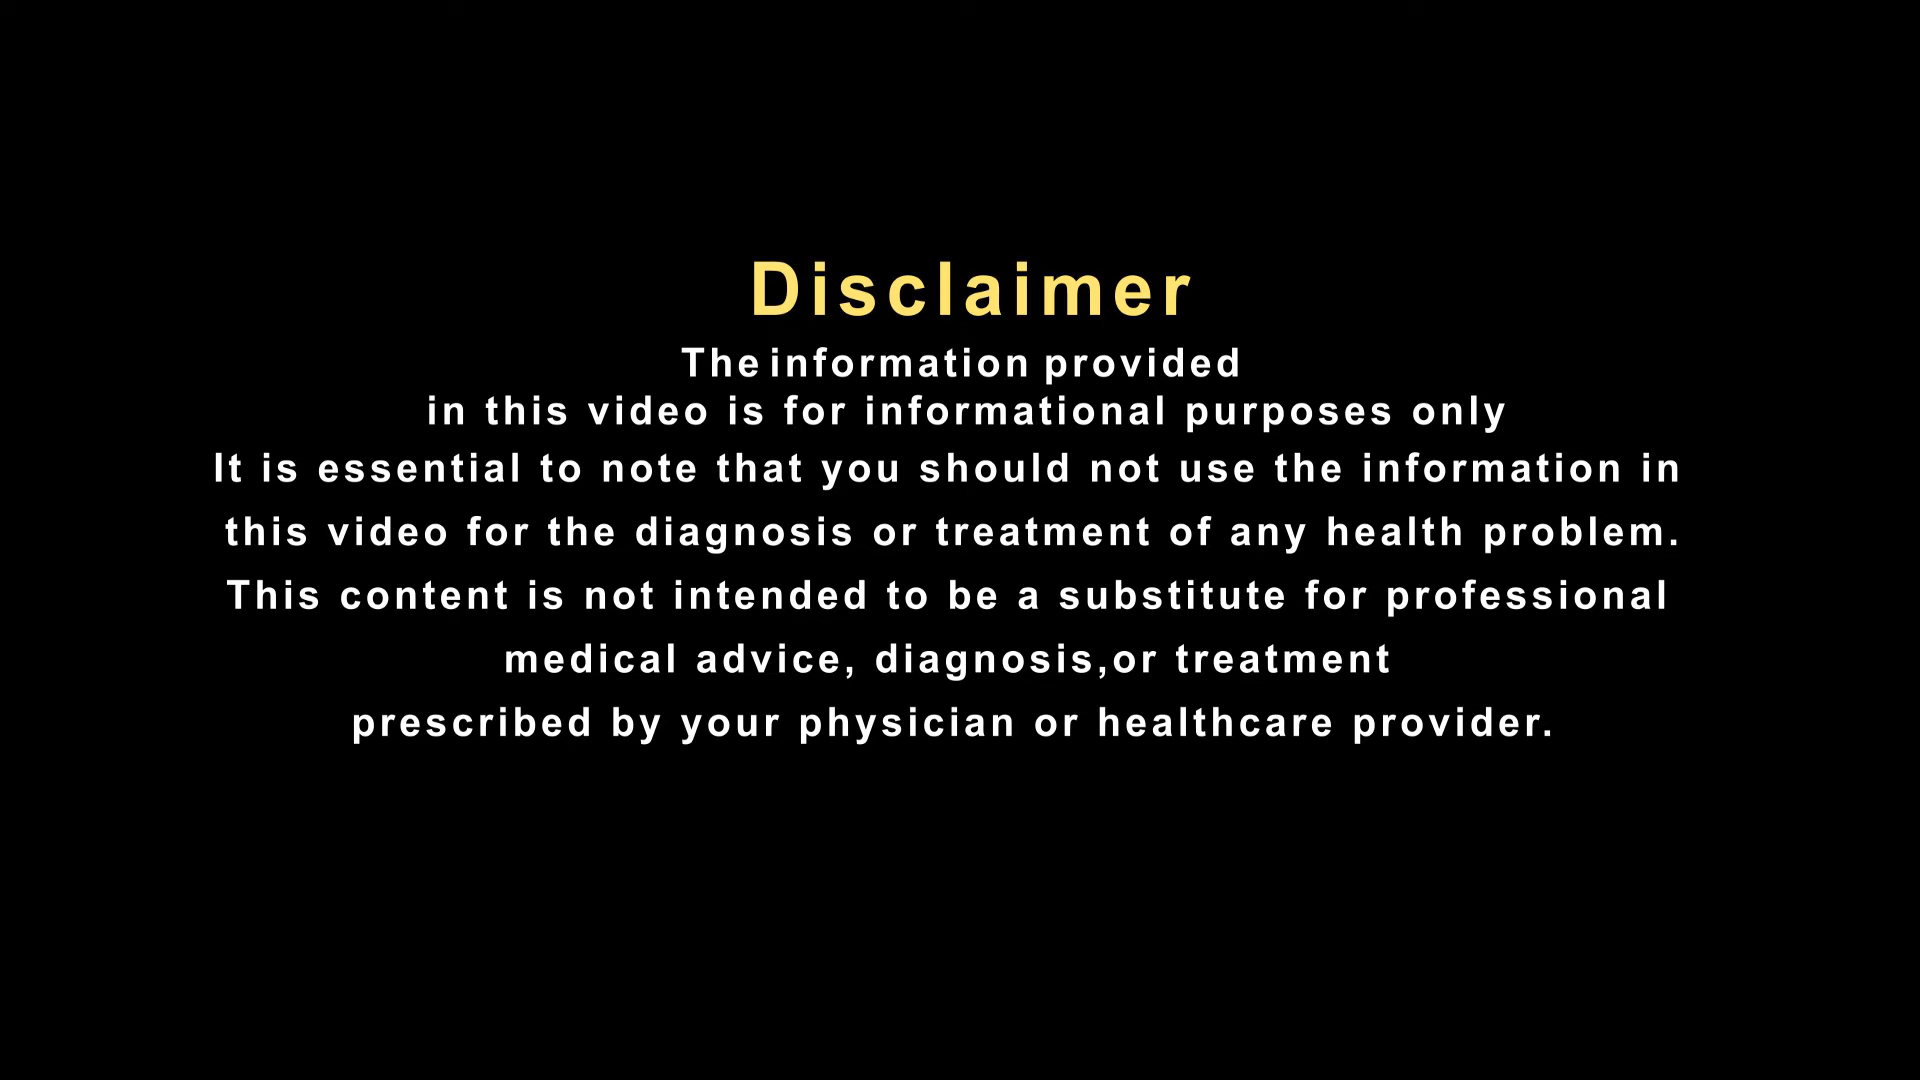 Disclaimer
The information provided
in this video is for informational purposes only
It is essential to note that you should not use the information in
this video for the diagnosis or treatment of any health problem.
This content is not intended to be a substitute for professional
medical advice, diagnosis,or treatment
prescribed by your physician or healthcare provider.